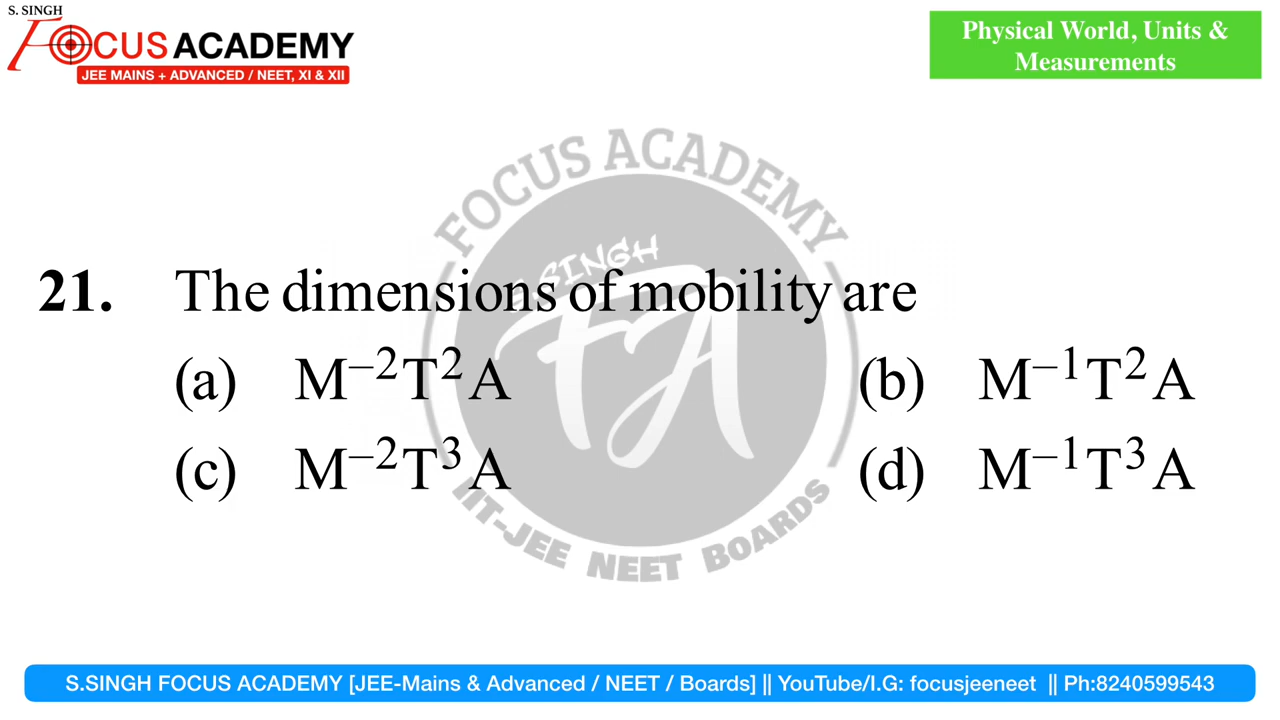 S. SINGH
FOCUS ACADEMY
JEE MAINS + ADVANCED / NEET, XI & XII
Physical World, Units &
Measurements
FOCUS ACADEMY
S.SINGH
FA
IIT-JEE NEET BOARDS
21. The dimensions of mobility are
(a) M⁻²T²A (b) M⁻¹T²A
(c) M⁻²T³A (d) M⁻¹T³A
S.SINGH FOCUS ACADEMY [JEE-Mains & Advanced / NEET / Boards] || YouTube/I.G: focusjeeneet || Ph:8240599543